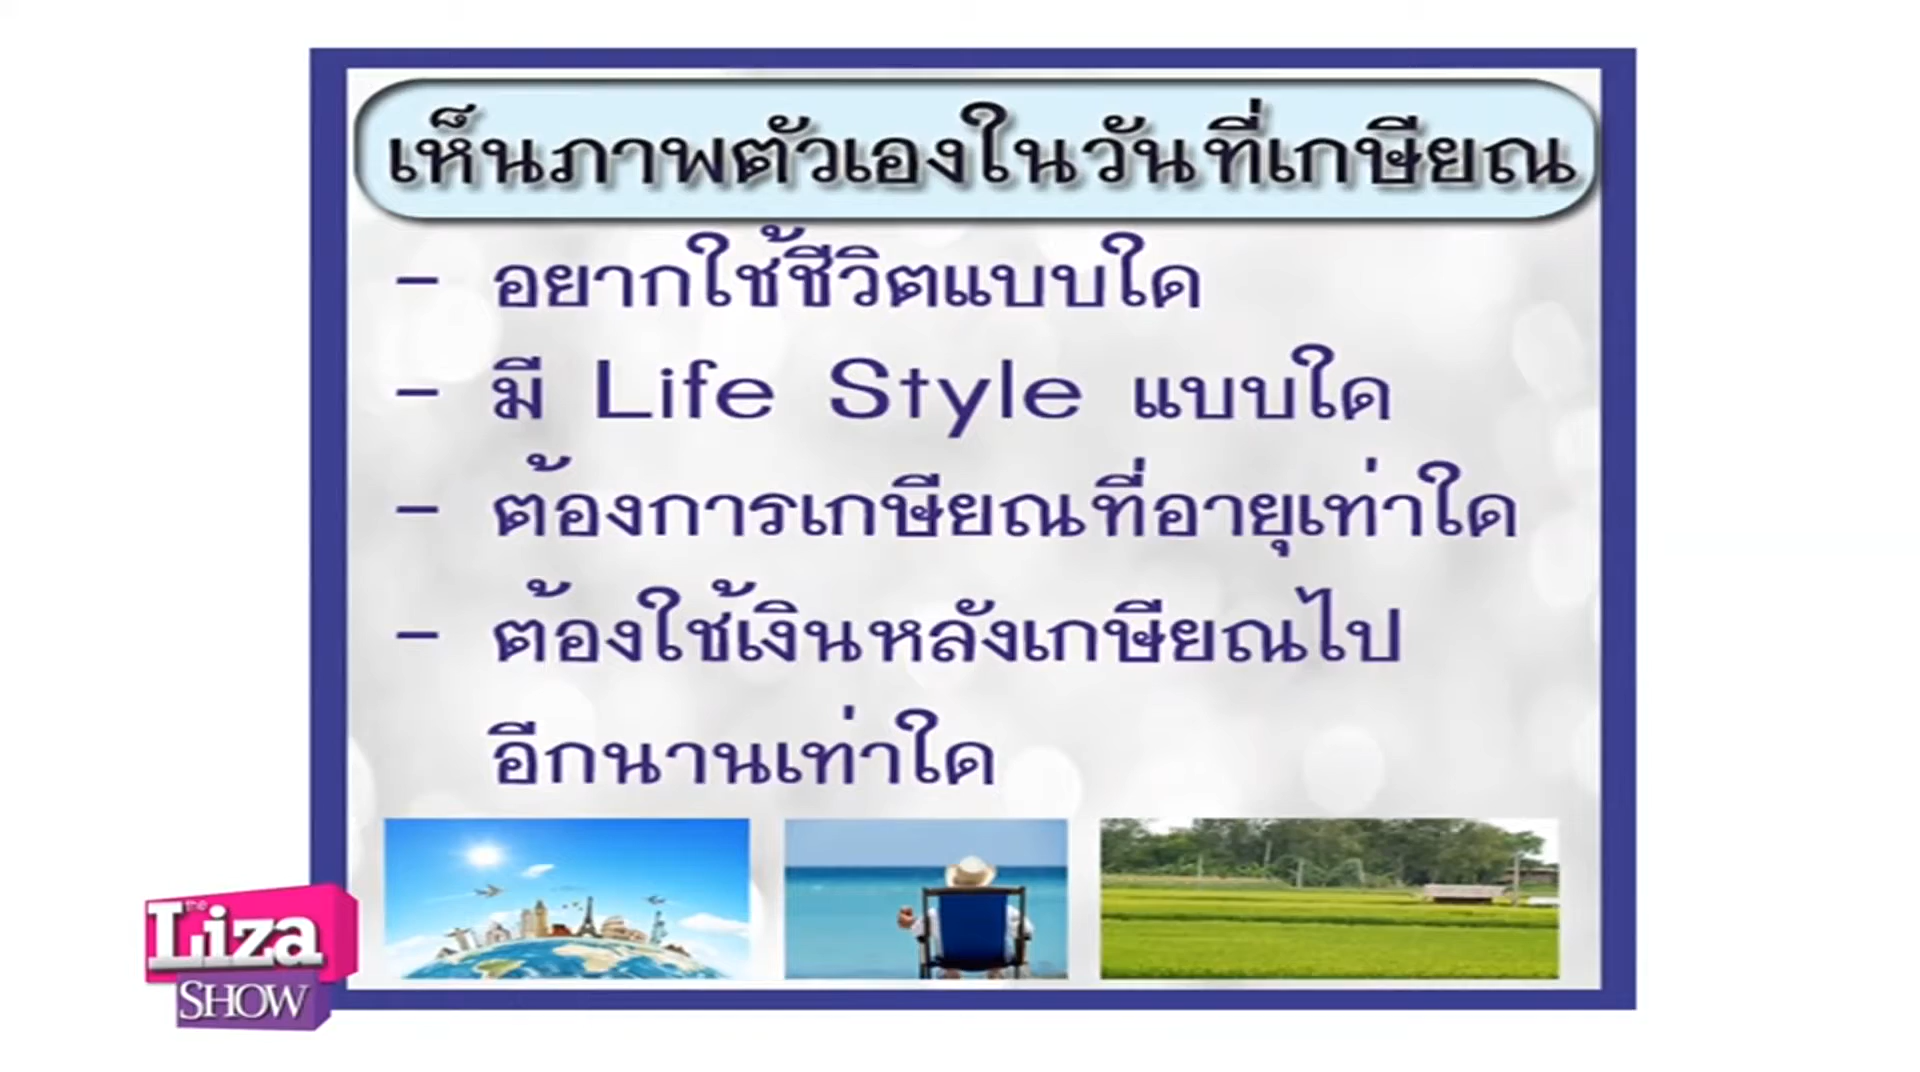 เห็นภาพตัวเองในวันที่เกษียณ
- อยากใช้ชีวิตแบบใด
- มี Life Style แบบใด
- ต้องการเกษียณที่อายุเท่าใด
- ต้องใช้เงินหลังเกษียณไป
อีกนานเท่าใด
the
Liza
SHOW